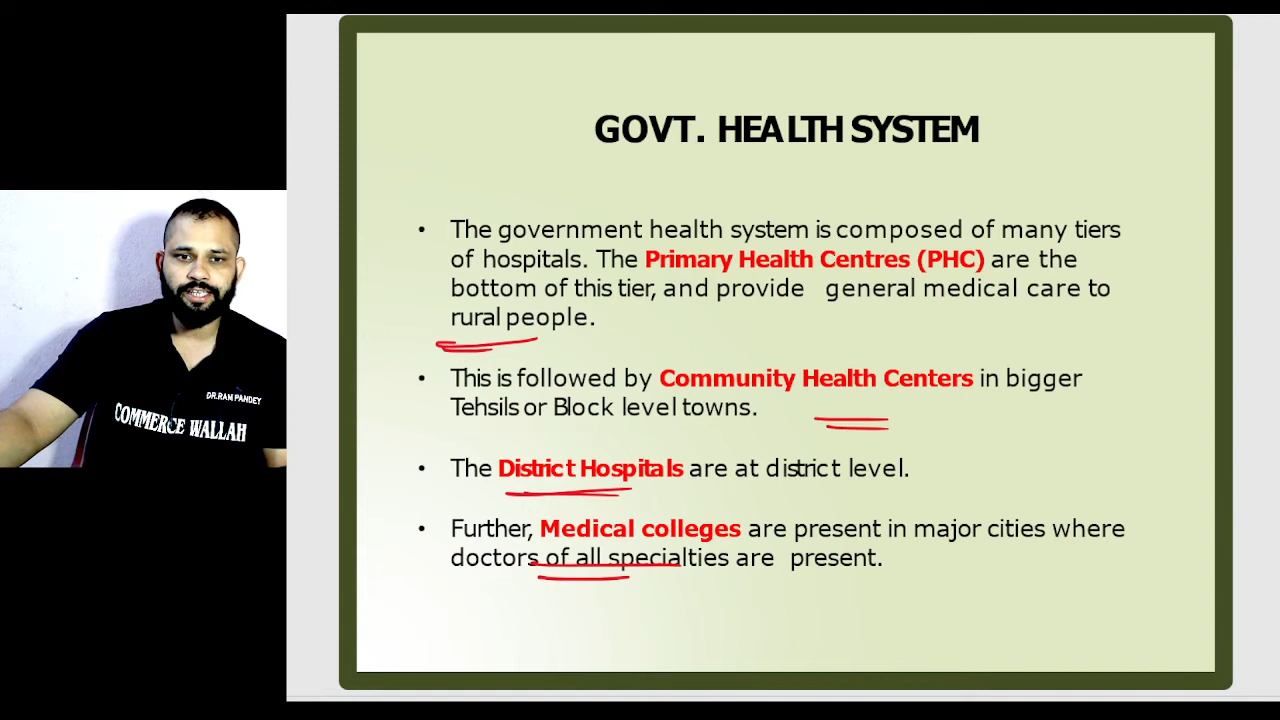 GOVT. HEALTH SYSTEM
• The government health system is composed of many tiers
of hospitals. The Primary Health Centres (PHC) are the
bottom of this tier, and provide general medical care to
rural people.
• This is followed by Community Health Centers in bigger
Tehsils or Block level towns.
• The District Hospitals are at district level.
• Further, Medical colleges are present in major cities where
doctors of all specialties are present.
DR.RAM PANDEY
COMMERCE WALLAH